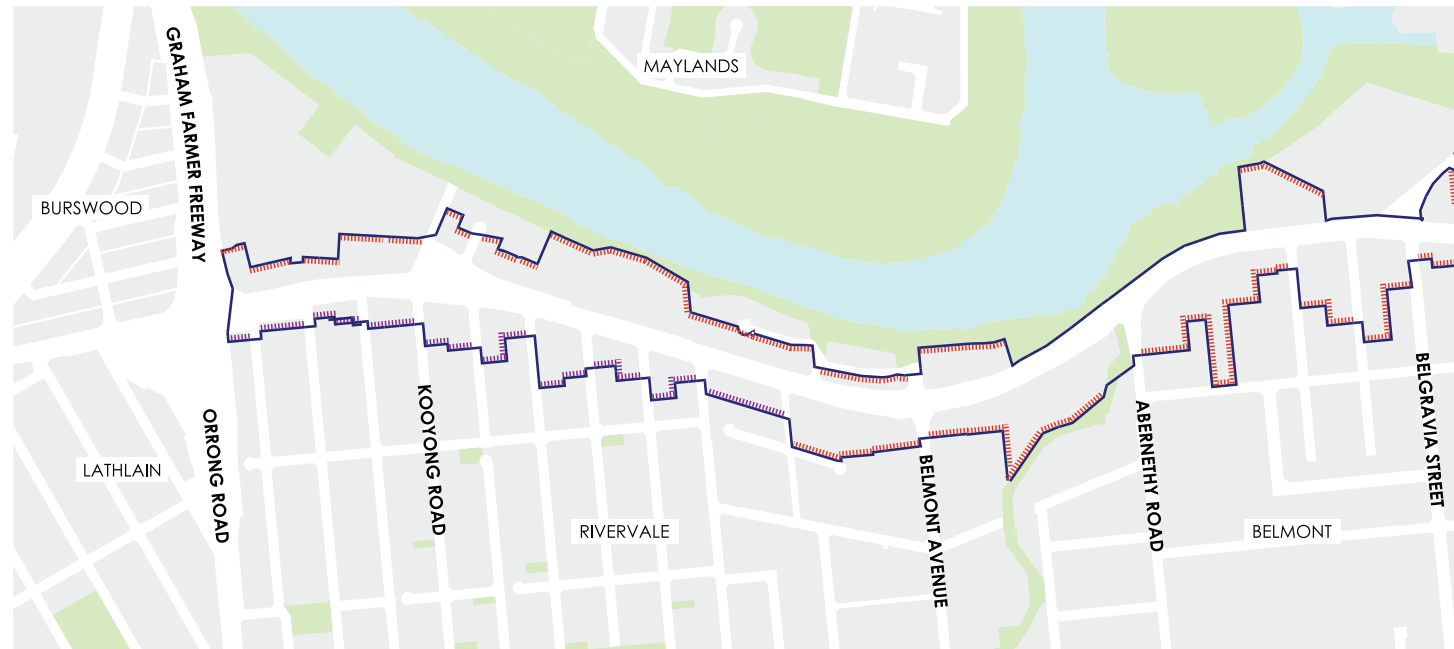 GRAHAM FARMER FREEWAY
MAYLANDS
BURSWOOD
LATHLAIN
ORRONG ROAD
KOOYONG ROAD
RIVERVALE
BELMONT AVENUE
ABERNETHY ROAD
BELMONT
BELGRAVIA STREET